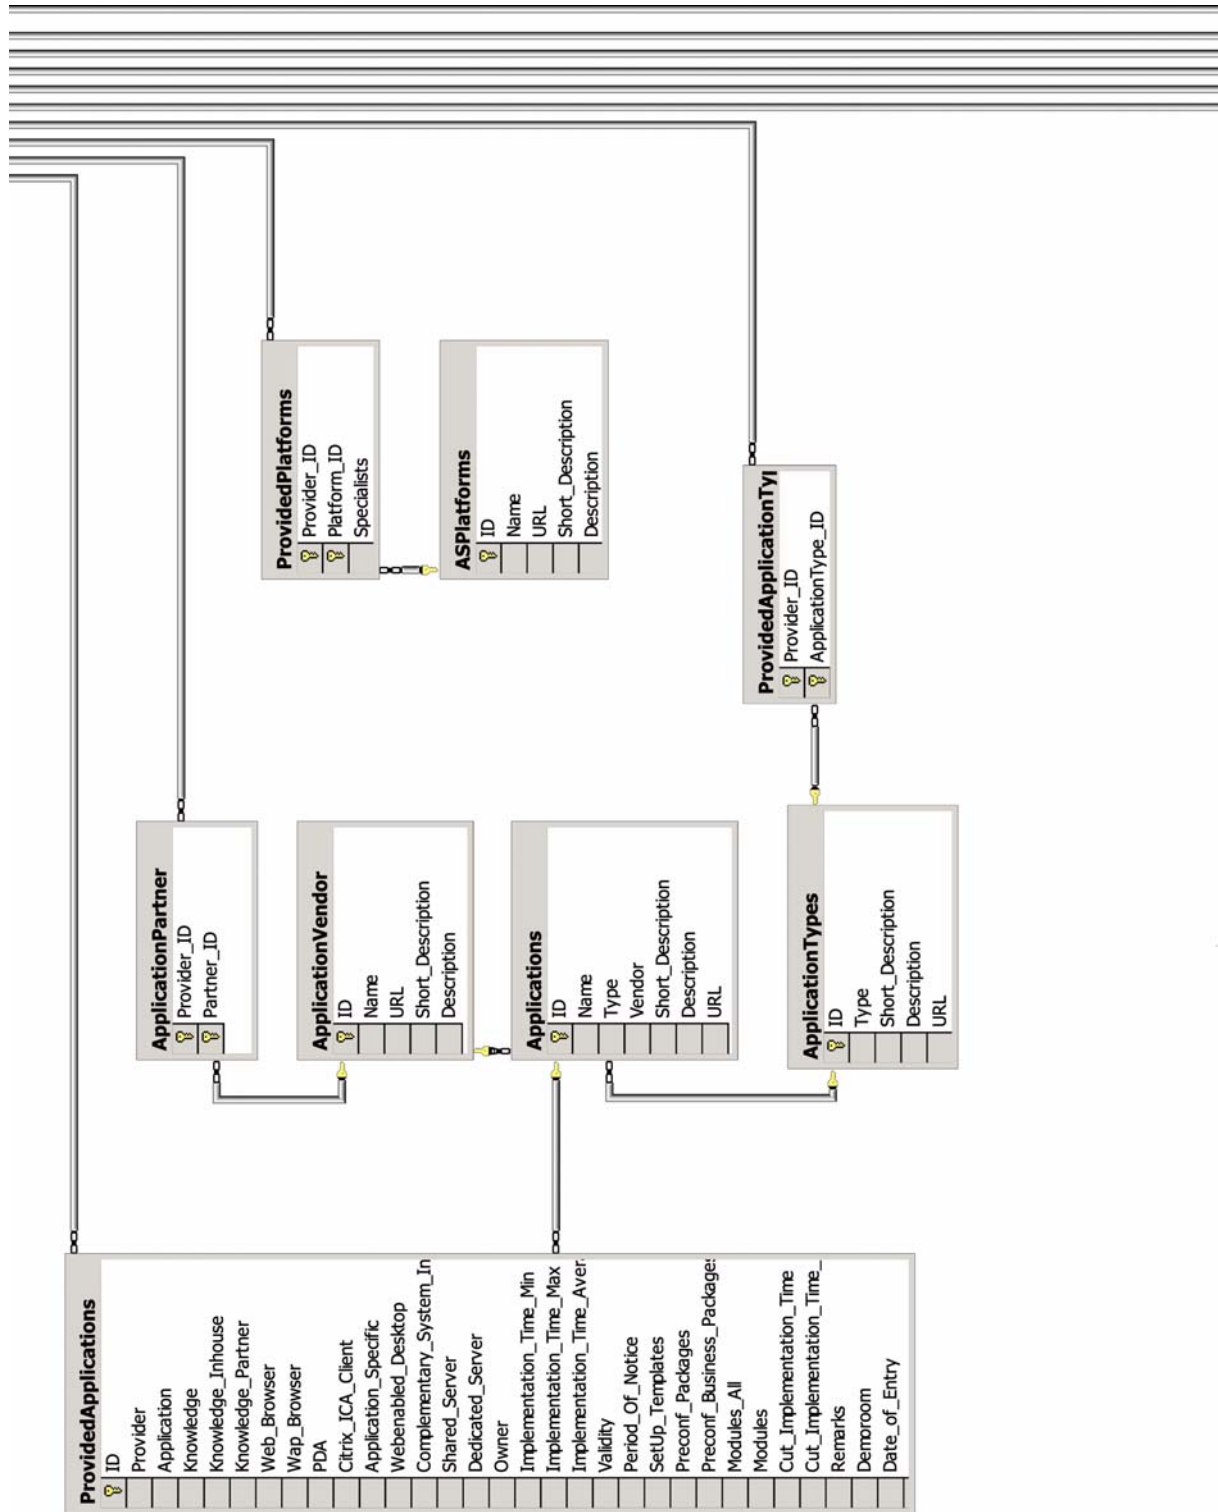 ProvidedApplications
ID
Provider
Application
Knowledge
Knowledge_Inhouse
Knowledge_Partner
Web_Browser
Wap_Browser
PDA
Citrix_ICA_Client
Application_Specific
Webenabled_Desktop
Complementary_System_In
Shared_Server
Dedicated_Server
Owner
Implementation_Time_Min
Implementation_Time_Max
Implementation_Time_Aver
Validity
Period_Of_Notice
SetUp_Templates
Preconf_Packages
Preconf_Business_Packages
Modules_All
Modules
Cut_Implementation_Time
Cut_Implementation_Time_
Remarks
Demoroom
Date_of_Entry
ApplicationPartner
Provider_ID
Partner_ID
ApplicationVendor
ID
Name
URL
Short_Description
Description
Applications
ID
Name
Type
Vendor
Short_Description
Description
URL
ApplicationTypes
ID
Type
Short_Description
Description
URL
ProvidedPlatforms
Provider_ID
Platform_ID
Specialists
ASPlatforms
ID
Name
URL
Short_Description
Description
ProvidedApplicationTyp
Provider_ID
ApplicationType_ID